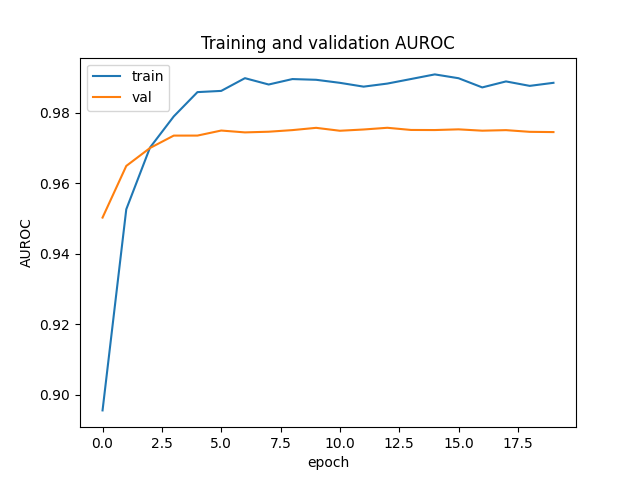 Training and validation AUROC
train
val
0.98
0.96
0.94
0.92
0.90
AUROC
0.0 2.5 5.0 7.5 10.0 12.5 15.0 17.5
epoch